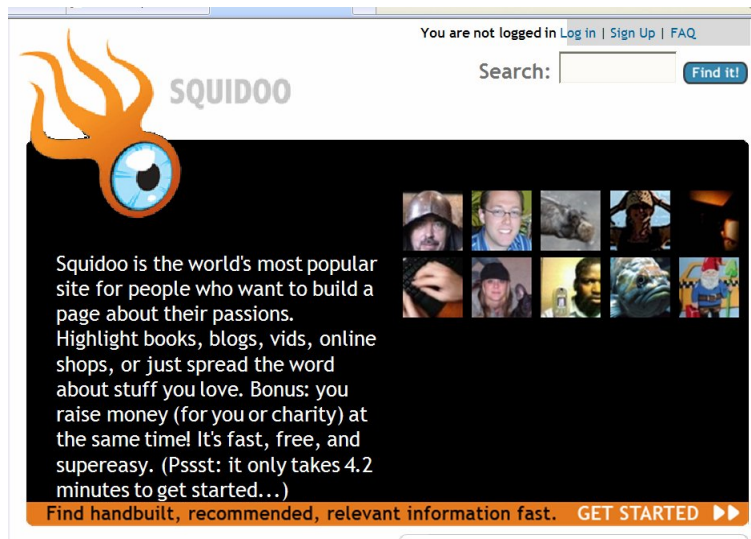 You are not logged in Log in | Sign Up | FAQ
SQUIDOO
Search: Find it!
Squidoo is the world's most popular
site for people who want to build a
page about their passions.
Highlight books, blogs, vids, online
shops, or just spread the word
about stuff you love. Bonus: you
raise money (for you or charity) at
the same time! It's fast, free, and
supereasy. (Pssst: it only takes 4.2
minutes to get started...)
Find handbuilt, recommended, relevant information fast. GET STARTED